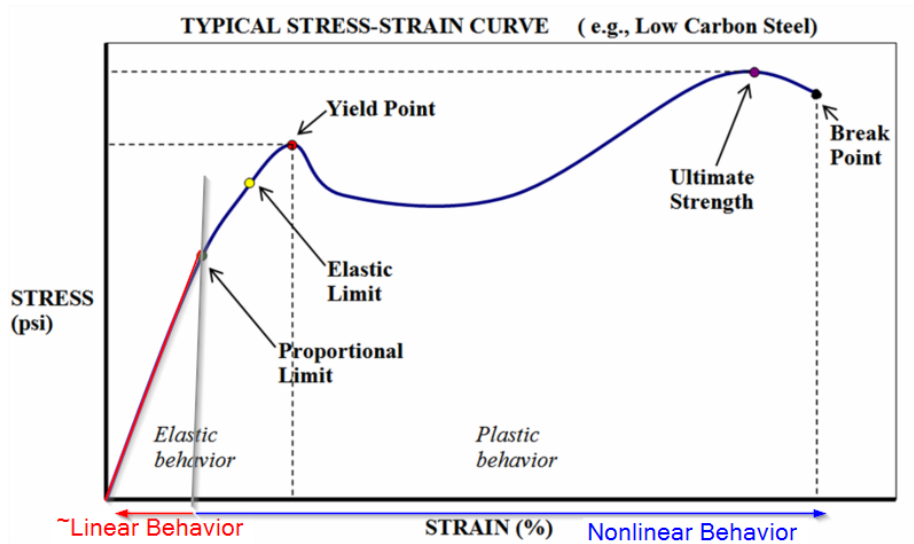 TYPICAL STRESS-STRAIN CURVE ( e.g., Low Carbon Steel)
Yield Point
Break
Point
Ultimate
Strength
Elastic
Limit
STRESS
(psi)
Proportional
Limit
Elastic
behavior
Plastic
behavior
~Linear Behavior
STRAIN (%)
Nonlinear Behavior